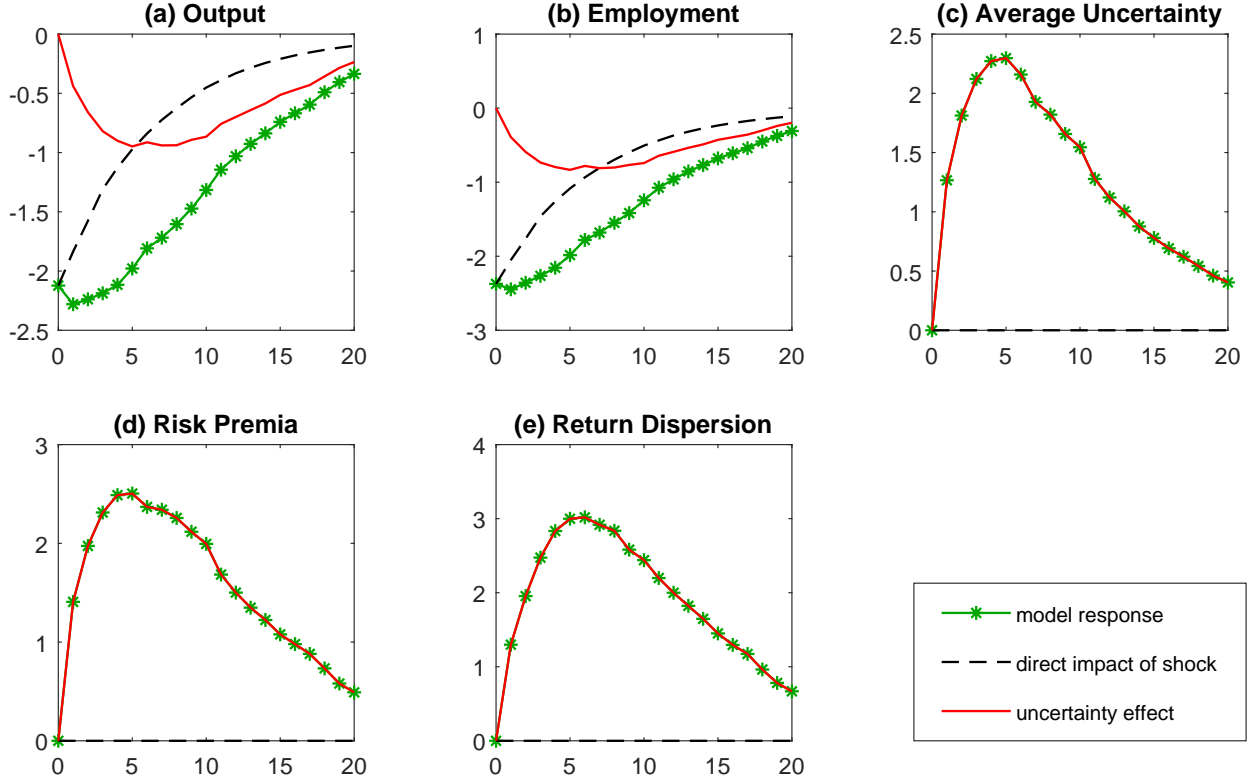 (a) Output
0
-0.5
-1
-1.5
-2
-2.5
0 5 10 15 20
(b) Employment
1
0
-1
-2
-3
0 5 10 15 20
(c) Average Uncertainty
2.5
2
1.5
1
0.5
0
0 5 10 15 20
(d) Risk Premia
3
2
1
0
0 5 10 15 20
(e) Return Dispersion
4
3
2
1
0
0 5 10 15 20
model response
direct impact of shock
uncertainty effect